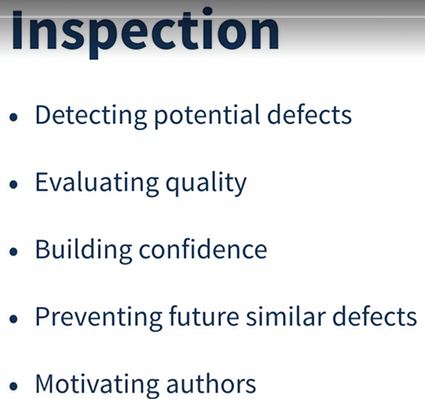 Inspection
• Detecting potential defects
• Evaluating quality
• Building confidence
• Preventing future similar defects
• Motivating authors